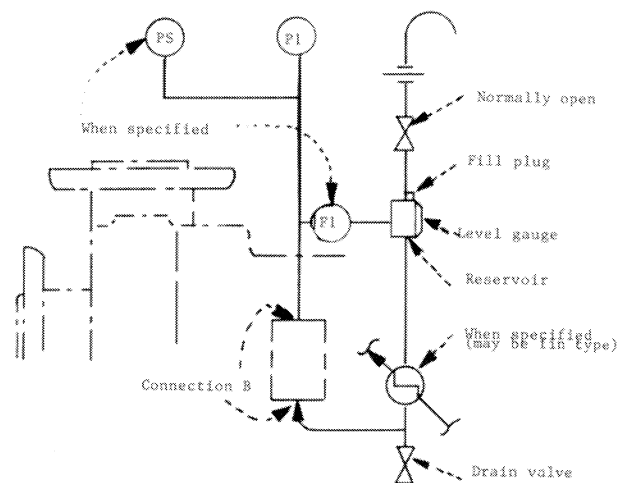 PS
PI
Normally open
When specified
Fill plug
FI
Level gauge
Reservoir
When specified
(may be fin type)
Connection B
Drain valve